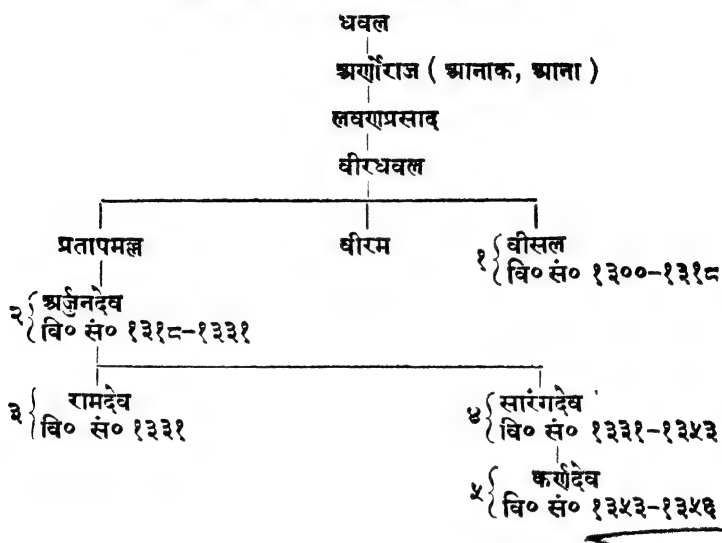 धवल
अर्णोराज ( आनाक, आना )
लवणप्रसाद
वीरधवल
प्रतापमल्ल वीरम १ { वीसल
वि० सं० १३००-१३१८
२ { अर्जुनदेव
वि० सं० १३१८-१३३१
३ { रामदेव ४ { सारंगदेव
वि० सं० १३३१ वि० सं० १३३१-१३५३
५ { कर्णदेव
वि० सं० १३५३-१३५६